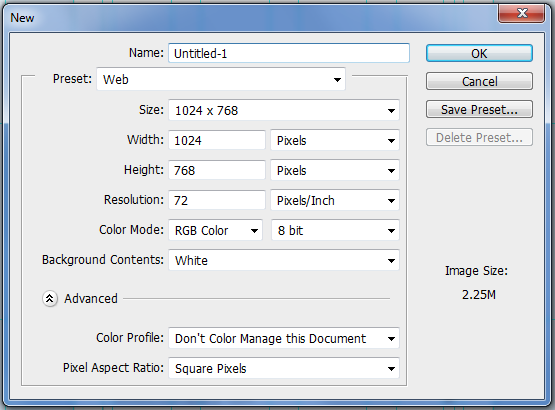 New
Name: Untitled-1
OK
Preset: Web
Cancel
Size: 1024 x 768
Save Preset...
Width: 1024 Pixels
Delete Preset...
Height: 768 Pixels
Resolution: 72 Pixels/Inch
Color Mode: RGB Color 8 bit
Background Contents: White
Image Size:
2.25M
Advanced
Color Profile: Don't Color Manage this Document
Pixel Aspect Ratio: Square Pixels